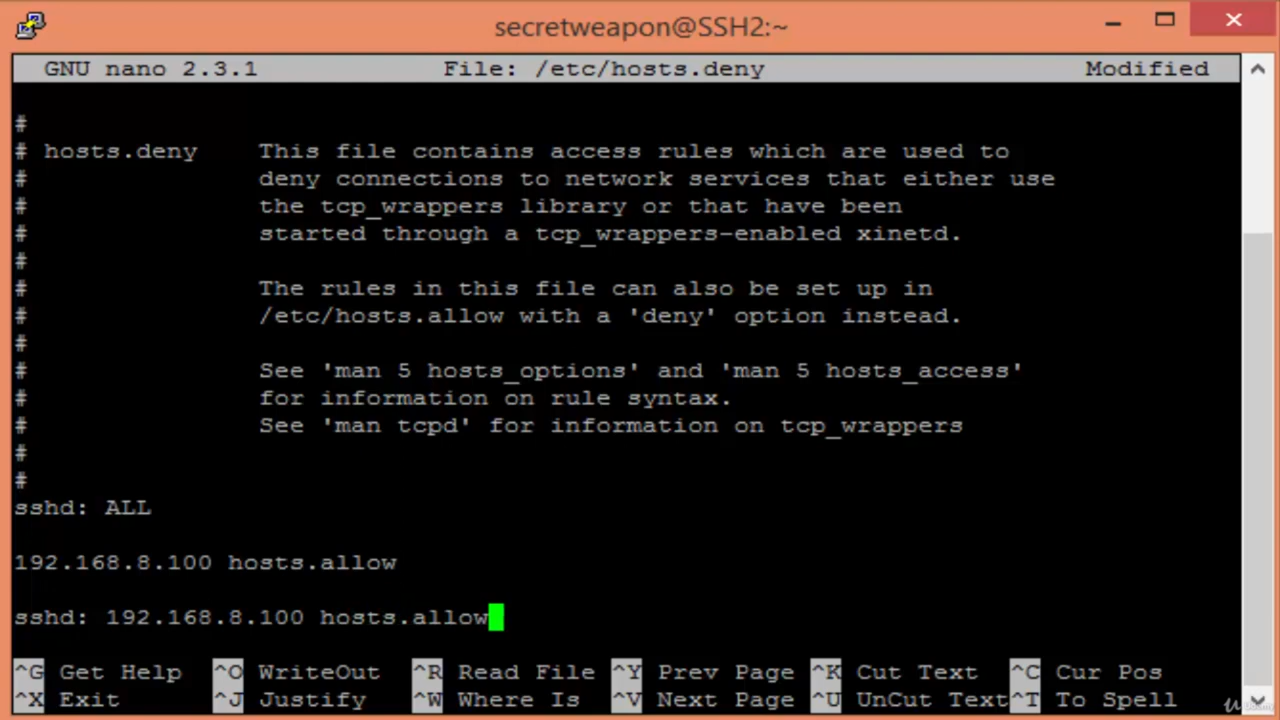 secretweapon@SSH2:~
GNU nano 2.3.1 File: /etc/hosts.deny Modified
#
# hosts.deny This file contains access rules which are used to
# deny connections to network services that either use
# the tcp_wrappers library or that have been
# started through a tcp_wrappers-enabled xinetd.
#
# The rules in this file can also be set up in
# /etc/hosts.allow with a 'deny' option instead.
#
# See 'man 5 hosts_options' and 'man 5 hosts_access'
# for information on rule syntax.
# See 'man tcpd' for information on tcp_wrappers
#
#
sshd: ALL
192.168.8.100 hosts.allow
sshd: 192.168.8.100 hosts.allow
^G Get Help ^O WriteOut ^R Read File ^Y Prev Page ^K Cut Text ^C Cur Pos
^X Exit ^J Justify ^W Where Is ^V Next Page ^U UnCut Text ^T To Spell